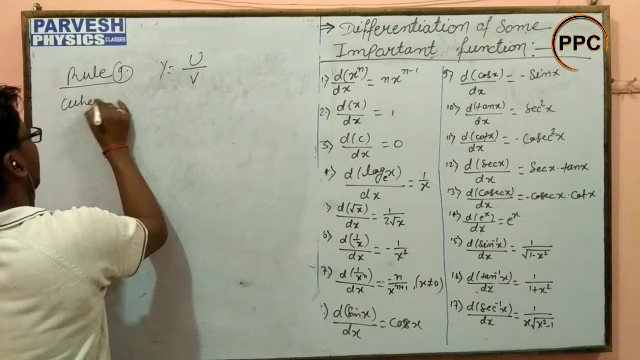 PARVESH
PHYSICS CLASSES
Rule 9.
y = U/V
Whe
⇒ Differentiation of Some
Important function:-
PPC
1) d(xⁿ)/dx = nxⁿ⁻¹
2) d(x)/dx = 1
3) d(c)/dx = 0
4) d(logₑx)/dx = 1/x
5) d(√x)/dx = 1/2√x
6) d(1/x)/dx = -1/x²
7) d(1/xⁿ)/dx = n/xⁿ⁺¹, (x≠0)
d(sinx)/dx = cosx
9) d(cosx)/dx = -sinx
10) d(tanx)/dx = sec²x
11) d(cotx)/dx = -cosec²x
12) d(secx)/dx = secx·tanx
13) d(cosecx)/dx = -cosecx·cotx
14) d(eˣ)/dx = eˣ
15) d(sin⁻¹x)/dx = 1/√1-x²
16) d(tan⁻¹x)/dx = 1/1+x²
17) d(sec⁻¹x)/dx = 1/x√x²-1